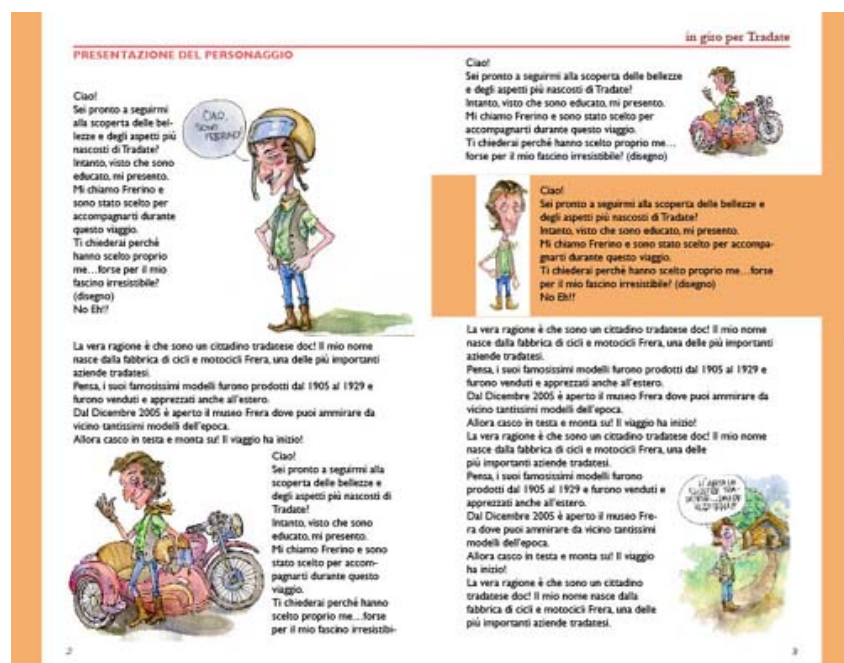 in giro per Tradate
PRESENTAZIONE DEL PERSONAGGIO
Ciao!
Sei pronto a seguirmi
alla scoperta delle bel-
lezze e degli aspetti più
nascosti di Tradate?
Intanto, visto che sono
educato, mi presento.
Mi chiamo Frerino e
sono stato scelto per
accompagnarti durante
questo viaggio.
Ti chiederai perchè
hanno scelto proprio
me...forse per il mio
fascino irresistibile?
(disegno)
No Eh!?
CIAO,
SONO
FRERINO!
La vera ragione è che sono un cittadino tradatese doc! Il mio nome
nasce dalla fabbrica di cicli e motocicli Frera, una delle più importanti
aziende tradatesi.
Pensa, i suoi famosissimi modelli furono prodotti dal 1905 al 1929 e
furono venduti e apprezzati anche all'estero.
Dal Dicembre 2005 è aperto il museo Frera dove puoi ammirare da
vicino tantissimi modelli dell'epoca.
Allora casco in testa e monta su! Il viaggio ha inizio!
Ciao!
Sei pronto a seguirmi alla
scoperta delle bellezze e
degli aspetti più nascosti di
Tradate?
Intanto, visto che sono
educato, mi presento.
Mi chiamo Frerino e sono
stato scelto per accom-
pagnarti durante questo
viaggio.
Ti chiederai perchè hanno
scelto proprio me...forse
per il mio fascino irresistibi-
2
Ciao!
Sei pronto a seguirmi alla scoperta delle bellezze
e degli aspetti più nascosti di Tradate?
Intanto, visto che sono educato, mi presento.
Mi chiamo Frerino e sono stato scelto per
accompagnarti durante questo viaggio.
Ti chiederai perchè hanno scelto proprio me...
forse per il mio fascino irresistibile? (disegno)
Ciao!
Sei pronto a seguirmi alla scoperta delle bellezze e
degli aspetti più nascosti di Tradate?
Intanto, visto che sono educato, mi presento.
Mi chiamo Frerino e sono stato scelto per accompa-
gnarti durante questo viaggio.
Ti chiederai perchè hanno scelto proprio me...forse
per il mio fascino irresistibile? (disegno)
No Eh!!
La vera ragione è che sono un cittadino tradatese doc! Il mio nome
nasce dalla fabbrica di cicli e motocicli Frera, una delle più importanti
aziende tradatesi.
Pensa, i suoi famosissimi modelli furono prodotti dal 1905 al 1929 e
furono venduti e apprezzati anche all'estero.
Dal Dicembre 2005 è aperto il museo Frera dove puoi ammirare da
vicino tantissimi modelli dell'epoca.
Allora casco in testa e monta su! Il viaggio ha inizio!
La vera ragione è che sono un cittadino tradatese doc! Il mio nome
nasce dalla fabbrica di cicli e motocicli Frera, una delle
più importanti aziende tradatesi.
Pensa, i suoi famosissimi modelli furono
prodotti dal 1905 al 1929 e furono venduti e
apprezzati anche all'estero.
Dal Dicembre 2005 è aperto il museo Fre-
ra dove puoi ammirare da vicino tantissimi
modelli dell'epoca.
Allora casco in testa e monta su! Il viaggio
ha inizio!
La vera ragione è che sono un cittadino
tradatese doc! Il mio nome nasce dalla
fabbrica di cicli e motocicli Frera, una delle
più importanti aziende tradatesi.
3